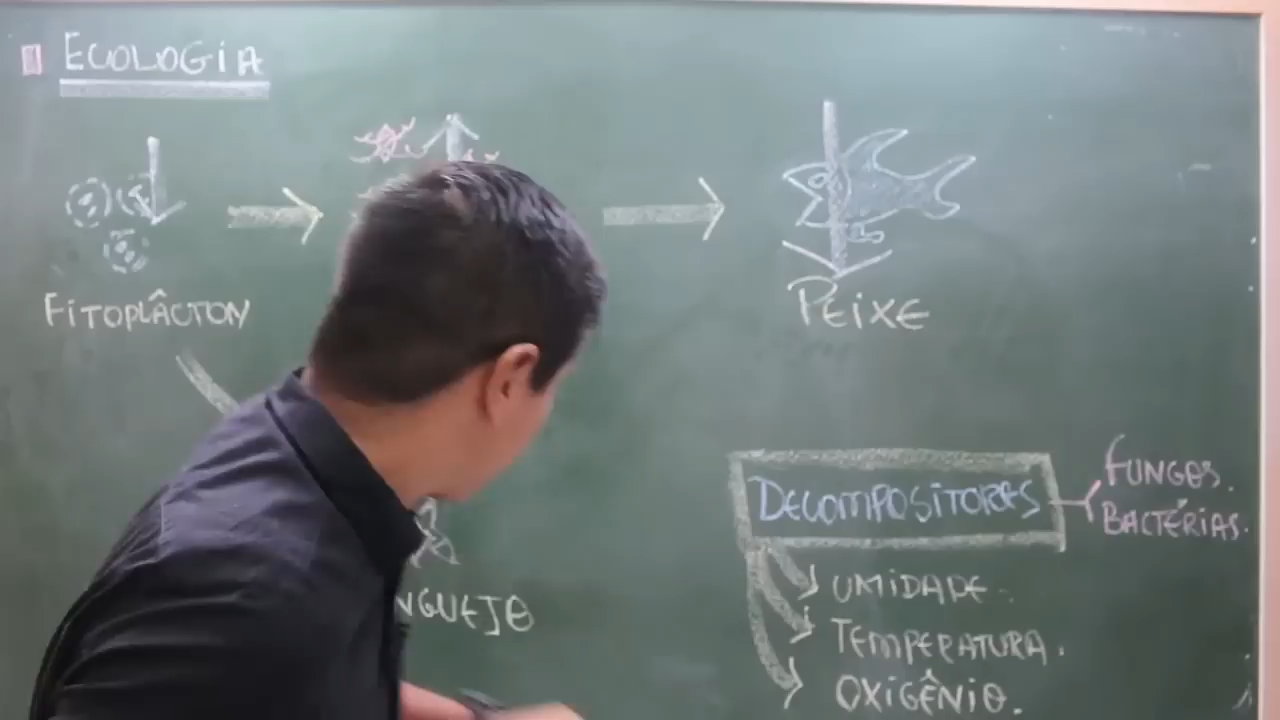 ECOLOGIA
FITOPLÂCTON
PEIXE
DECOMPOSITORES
FUNGOS.
BACTÉRIAS.
NGUEJO
UMIDADE.
TEMPERATURA.
OXIGÊNIO.